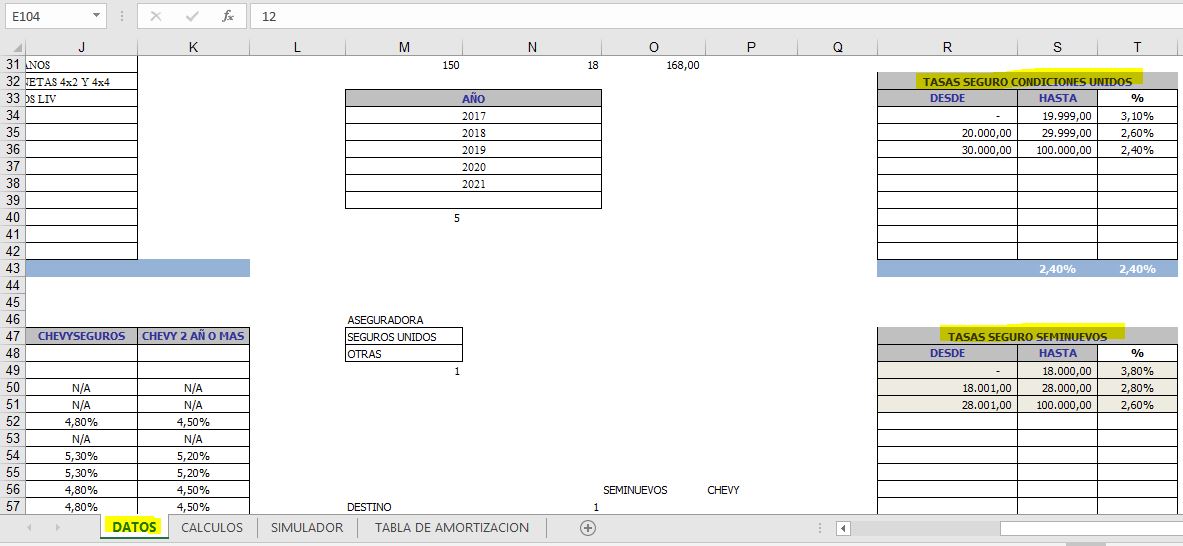 E104 fx 12
J K L M N O P Q R S T
31 ANOS 150 18 168,00
32 ETAS 4x2 Y 4x4 TASAS SEGURO CONDICIONES UNIDOS
33 OS LIV AÑO DESDE HASTA %
34 2017 - 19.999,00 3,10%
35 2018 20.000,00 29.999,00 2,60%
36 2019 30.000,00 100.000,00 2,40%
37 2020
38 2021
39
40 5
41
42
43 2,40% 2,40%
44
45
46 ASEGURADORA
47 CHEVYSEGUROS CHEVY 2 AÑ O MAS SEGUROS UNIDOS TASAS SEGURO SEMINUEVOS
48 OTRAS DESDE HASTA %
49 1 - 18.000,00 3,80%
50 N/A N/A 18.001,00 28.000,00 2,80%
51 N/A N/A 28.001,00 100.000,00 2,60%
52 4,80% 4,50%
53 N/A N/A
54 5,30% 5,20%
55 5,30% 5,20%
56 4,80% 4,50% SEMINUEVOS CHEVY
57 4,80% 4,50% DESTINO 1
DATOS CALCULOS SIMULADOR TABLA DE AMORTIZACION